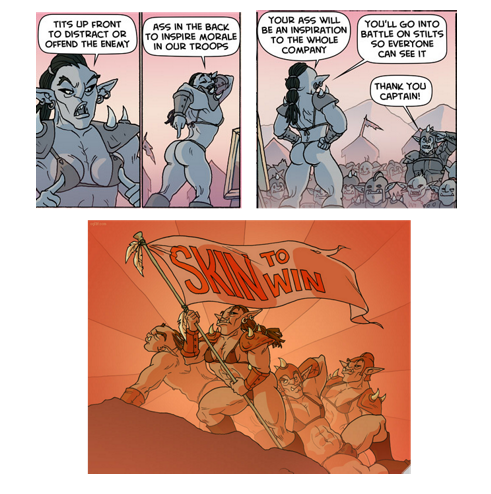 TITS UP FRONT
TO DISTRACT OR
OFFEND THE ENEMY
ASS IN THE BACK
TO INSPIRE MORALE
IN OUR TROOPS
YOUR ASS WILL
BE AN INSPIRATION
TO THE WHOLE
COMPANY
YOU'LL GO INTO
BATTLE ON STILTS
SO EVERYONE
CAN SEE IT
THANK YOU
CAPTAIN!
SKIN TO
WIN